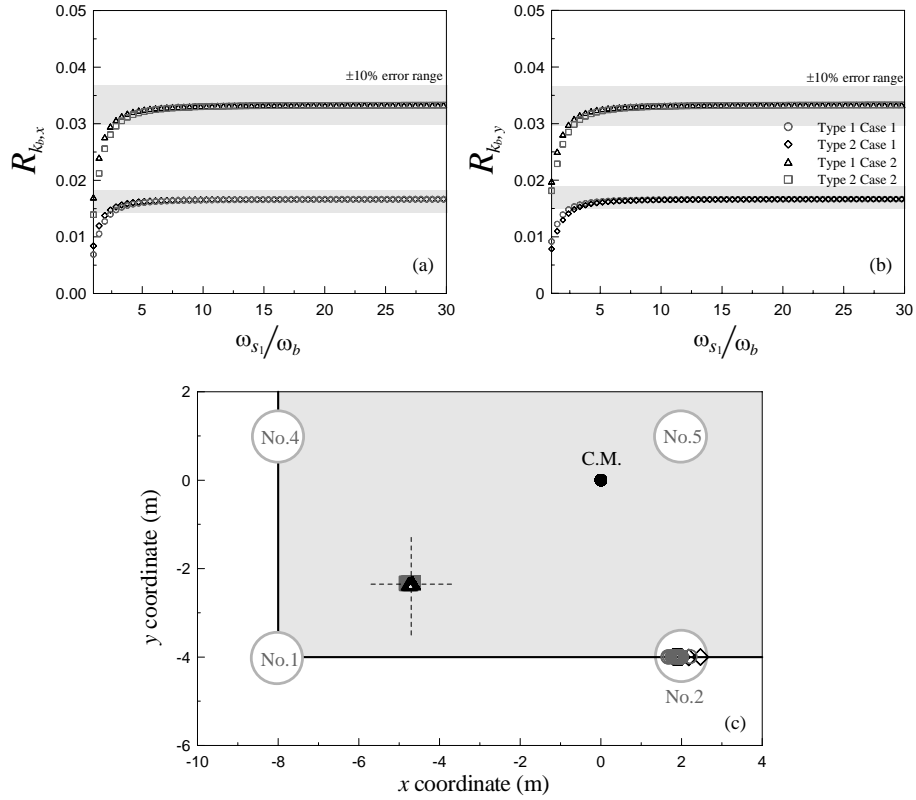 0.05
0.04
0.03
0.02
0.01
0.00
R_{k_b, x}
±10% error range
(a)
5 10 15 20 25 30
ω_{s_1}/ω_b
0.05
0.04
0.03
0.02
0.01
0
R_{k_b, y}
±10% error range
Type 1 Case 1
Type 2 Case 1
Type 1 Case 2
Type 2 Case 2
(b)
5 10 15 20 25 30
ω_{s_1}/ω_b
2
0
-2
-4
-6
y coordinate (m)
No.4
No.5
C.M.
No.1
No.2
(c)
-10 -8 -6 -4 -2 0 2 4
x coordinate (m)